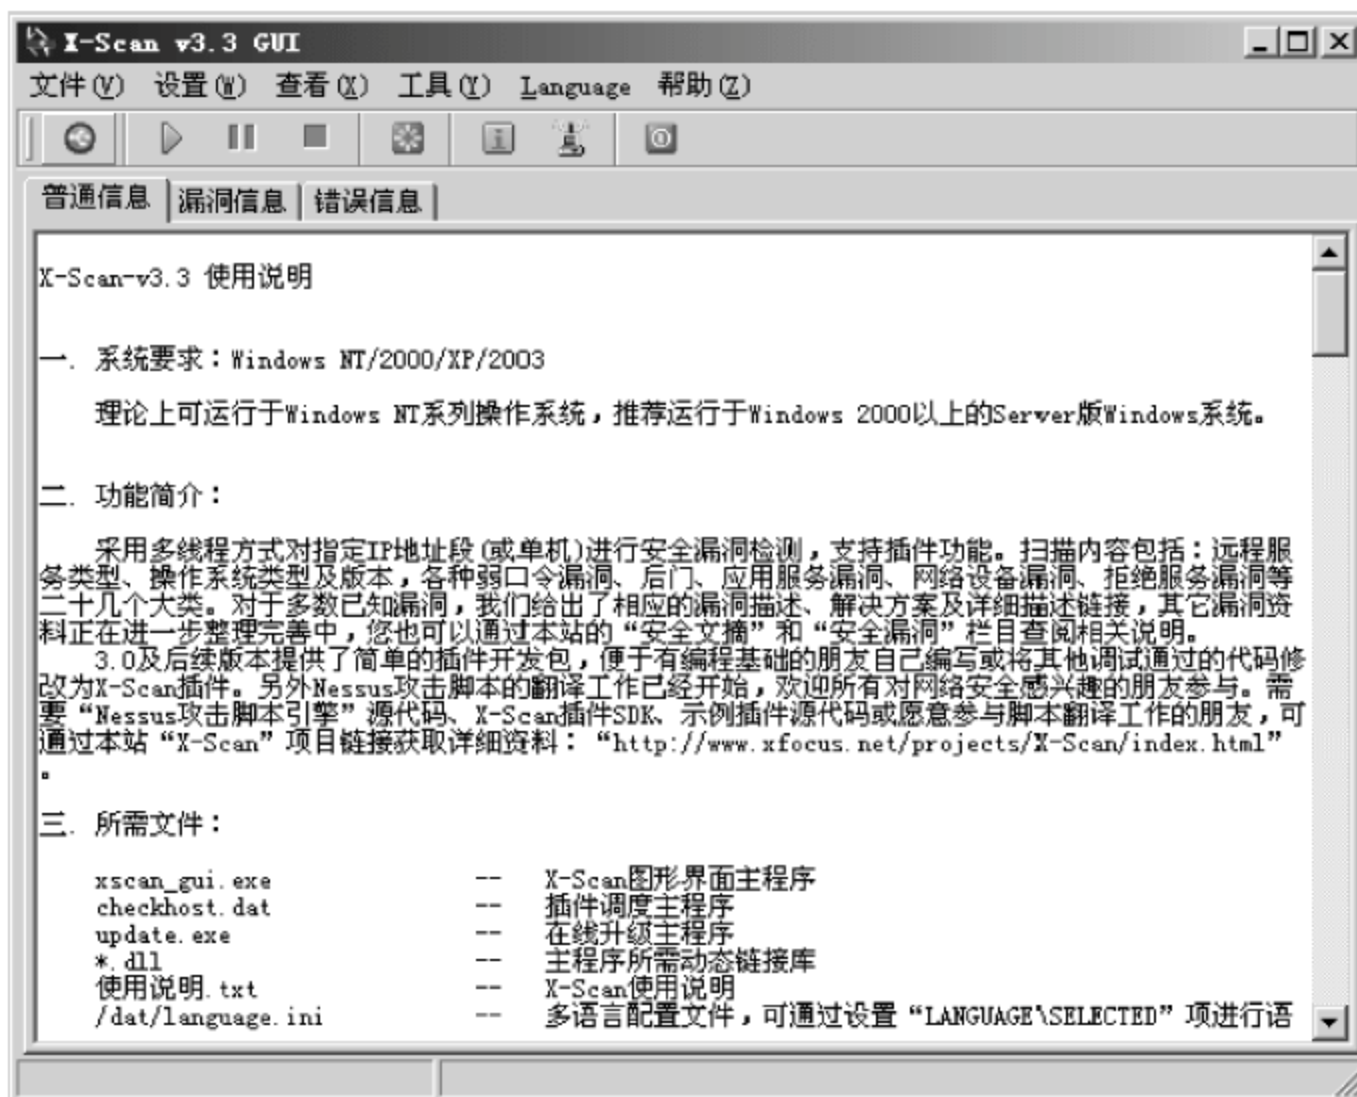 X-Scan v3.3 GUI
文件(V) 设置(W) 查看(X) 工具(Y) Language 帮助(Z)
普通信息 漏洞信息 错误信息
X-Scan-v3.3 使用说明
一. 系统要求：Windows NT/2000/XP/2003
理论上可运行于Windows NT系列操作系统，推荐运行于Windows 2000以上的Server版Windows系统。
二. 功能简介：
采用多线程方式对指定IP地址段(或单机)进行安全漏洞检测，支持插件功能。扫描内容包括：远程服
务类型、操作系统类型及版本，各种弱口令漏洞、后门、应用服务漏洞、网络设备漏洞、拒绝服务漏洞等
二十几个大类。对于多数已知漏洞，我们给出了相应的漏洞描述、解决方案及详细描述链接，其它漏洞资
料正在进一步整理完善中，您也可以通过本站的“安全文摘”和“安全漏洞”栏目查阅相关说明。
3.0及后续版本提供了简单的插件开发包，便于有编程基础的朋友自己编写或将其他调试通过的代码修
改为X-Scan插件。另外Nessus攻击脚本的翻译工作已经开始，欢迎所有对网络安全感兴趣的朋友参与。需
要“Nessus攻击脚本引擎”源代码、X-Scan插件SDK、示例插件源代码或愿意参与脚本翻译工作的朋友，可
通过本站“X-Scan”项目链接获取详细资料：“http://www.xfocus.net/projects/X-Scan/index.html”
。
三. 所需文件：
xscan_gui.exe -- X-Scan图形界面主程序
checkhost.dat -- 插件调度主程序
update.exe -- 在线升级主程序
*.dll -- 主程序所需动态链接库
使用说明.txt -- X-Scan使用说明
/dat/language.ini -- 多语言配置文件，可通过设置“LANGUAGE\SELECTED”项进行语